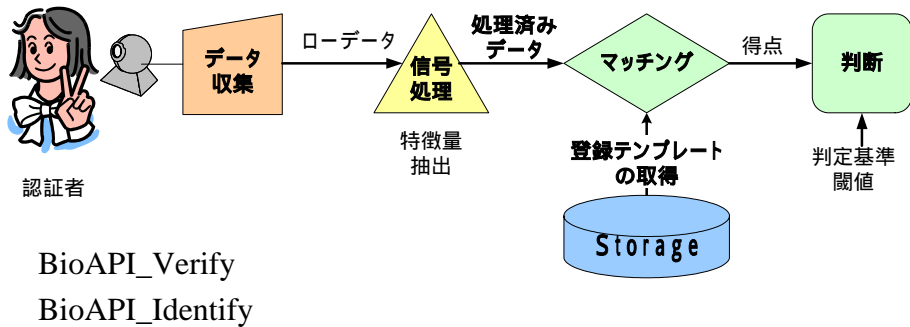 認証者
データ
収集
ローデータ
信号
処理
特徴量
抽出
処理済み
データ
マッチング
登録テンプレート
の取得
Storage
得点
判断
判定基準
閾値
BioAPI_Verify
BioAPI_Identify